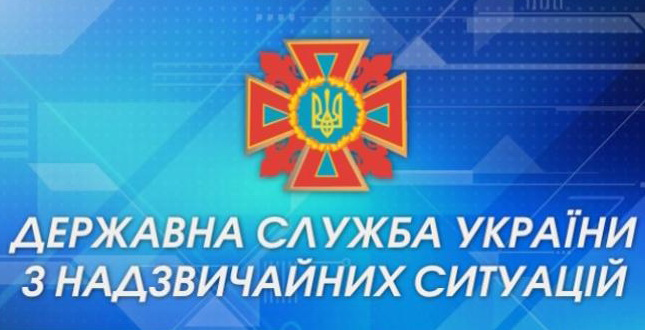 ДЕРЖАВНА СЛУЖБА УКРАЇНИ
З НАДЗВИЧАЙНИХ СИТУАЦІЙ